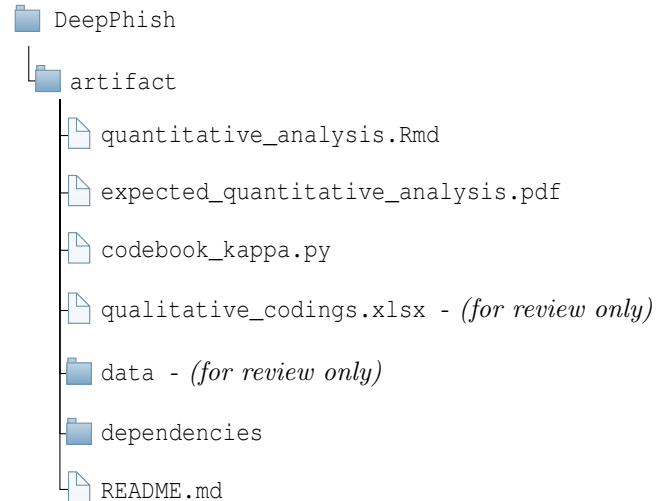 DeepPhish
artifact
quantitative_analysis.Rmd
expected_quantitative_analysis.pdf
codebook_kappa.py
qualitative_codings.xlsx - (for review only)
data - (for review only)
dependencies
README.md